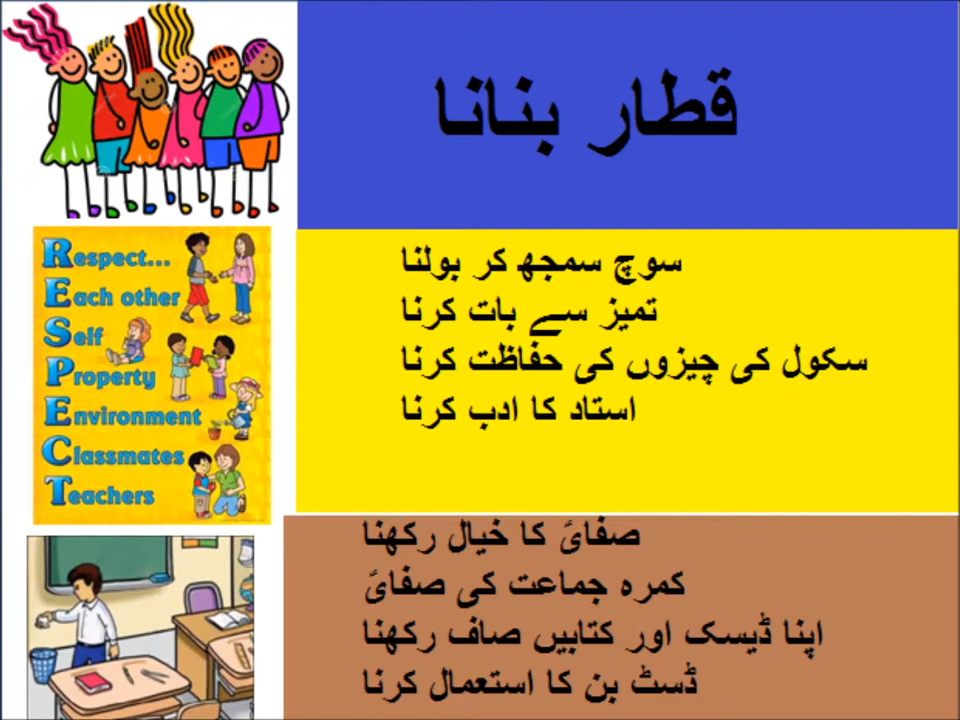 قطار بنانا
Respect...
Each other
Self
Property
Environment
Classmates
Teachers
سوچ سمجھ کر بولنا
تمیز سے بات کرنا
سکول کی چیزوں کی حفاظت کرنا
استاد کا ادب کرنا
صفائ کا خیال رکھنا
کمرہ جماعت کی صفائ
اپنا ڈیسک اور کتابیں صاف رکھنا
ڈسٹ بن کا استعمال کرنا